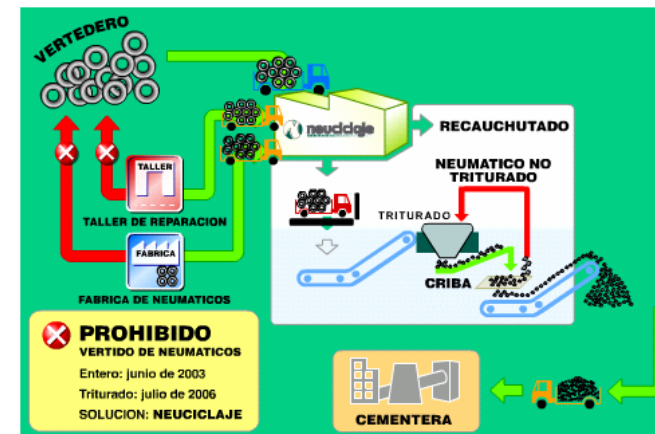 VERTEDERO
neuciclaje
RECAUCHUTADO
NEUMATICO NO
TRITURADO
TALLER
TRITURADO
TALLER DE REPARACION
FABRICA
CRIBA
FABRICA DE NEUMATICOS
PROHIBIDO
VERTIDO DE NEUMATICOS
Entero: junio de 2003
Triturado: julio de 2006
SOLUCION: NEUCICLAJE
CEMENTERA